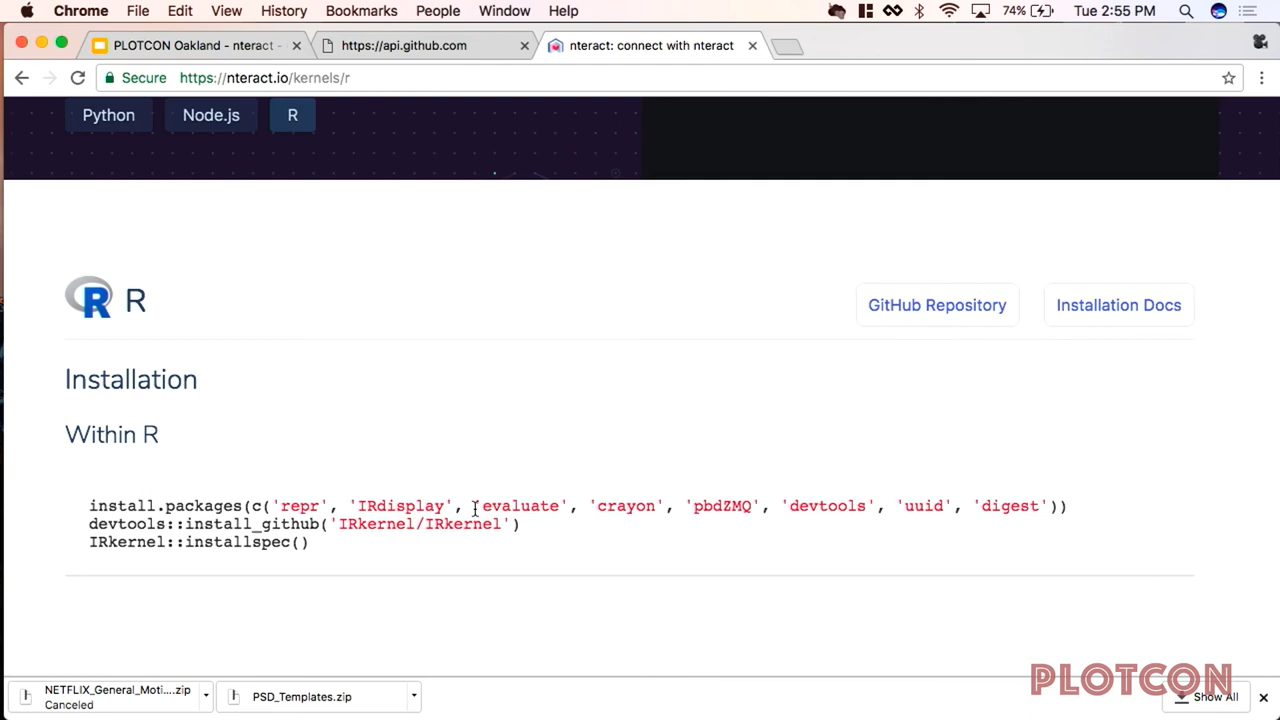 Chrome File Edit View History Bookmarks People Window Help 74% Tue 2:55 PM
PLOTCON Oakland - nteract - https://api.github.com nteract: connect with nteract
Secure https://nteract.io/kernels/r
Python Node.js R
R R
GitHub Repository Installation Docs
Installation
Within R
install.packages(c('repr', 'IRdisplay', 'evaluate', 'crayon', 'pbdZMQ', 'devtools', 'uuid', 'digest'))
devtools::install_github('IRkernel/IRkernel')
IRkernel::installspec()
PLOTCON
NETFLIX_General_Moti....zip
Canceled
PSD_Templates.zip
Show All